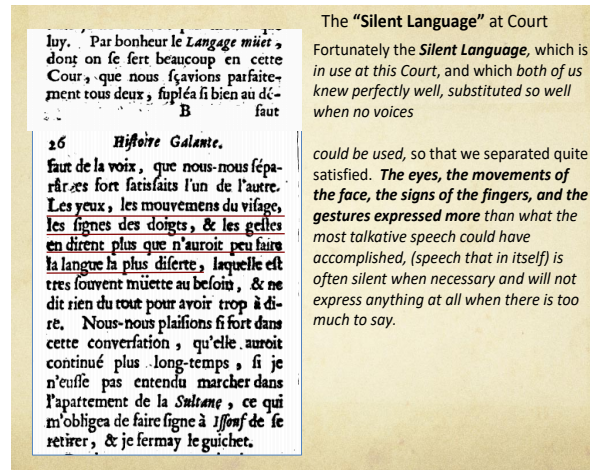 luy. Par bonheur le Langage müet,
dont on ſe ſert beaucoup en cette
Cour, que nous ſçavions parfaite-
ment tous deux, ſupléa ſi bien au dé-
B faut
26 Hiſtoire Galante.
faut de la voix, que nous-nous ſépa-
râmes fort ſatisfaits l'un de l'autre.
Les yeux, les mouvemens du viſage,
les ſignes des doigts, & les geſtes
en dirent plus que n'auroit peu faire
la langue la plus diſerte, laquelle eſt
tres ſouvent müette au beſoin, & ne
dit rien du tout pour avoir trop à di-
re. Nous-nous plaiſions ſi fort dans
cette converſation, qu'elle auroit
continué plus long-temps, ſi je
n'euſſe pas entendu marcher dans
l'apattement de la Sultane, ce qui
m'obligea de faire ſigne à Iſſouf de ſe
retirer, & je fermay le guichet.
The "Silent Language" at Court
Fortunately the Silent Language, which is
in use at this Court, and which both of us
knew perfectly well, substituted so well
when no voices
could be used, so that we separated quite
satisfied. The eyes, the movements of
the face, the signs of the fingers, and the
gestures expressed more than what the
most talkative speech could have
accomplished, (speech that in itself) is
often silent when necessary and will not
express anything at all when there is too
much to say.